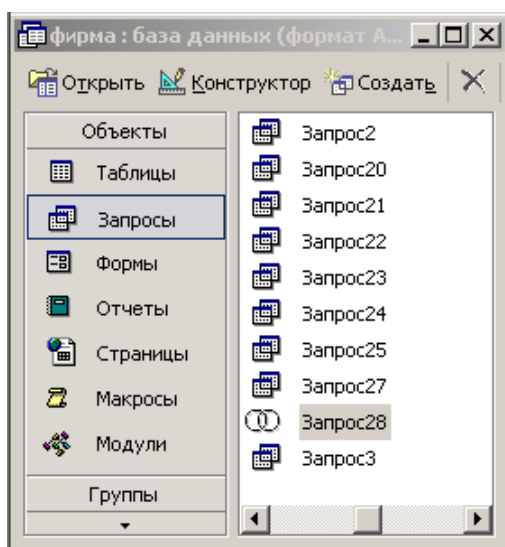 фирма : база данных (формат A...
Открыть Конструктор Создать
Объекты
Таблицы
Запросы
Формы
Отчеты
Страницы
Макросы
Модули
Группы
Запрос2
Запрос20
Запрос21
Запрос22
Запрос23
Запрос24
Запрос25
Запрос27
Запрос28
Запрос3